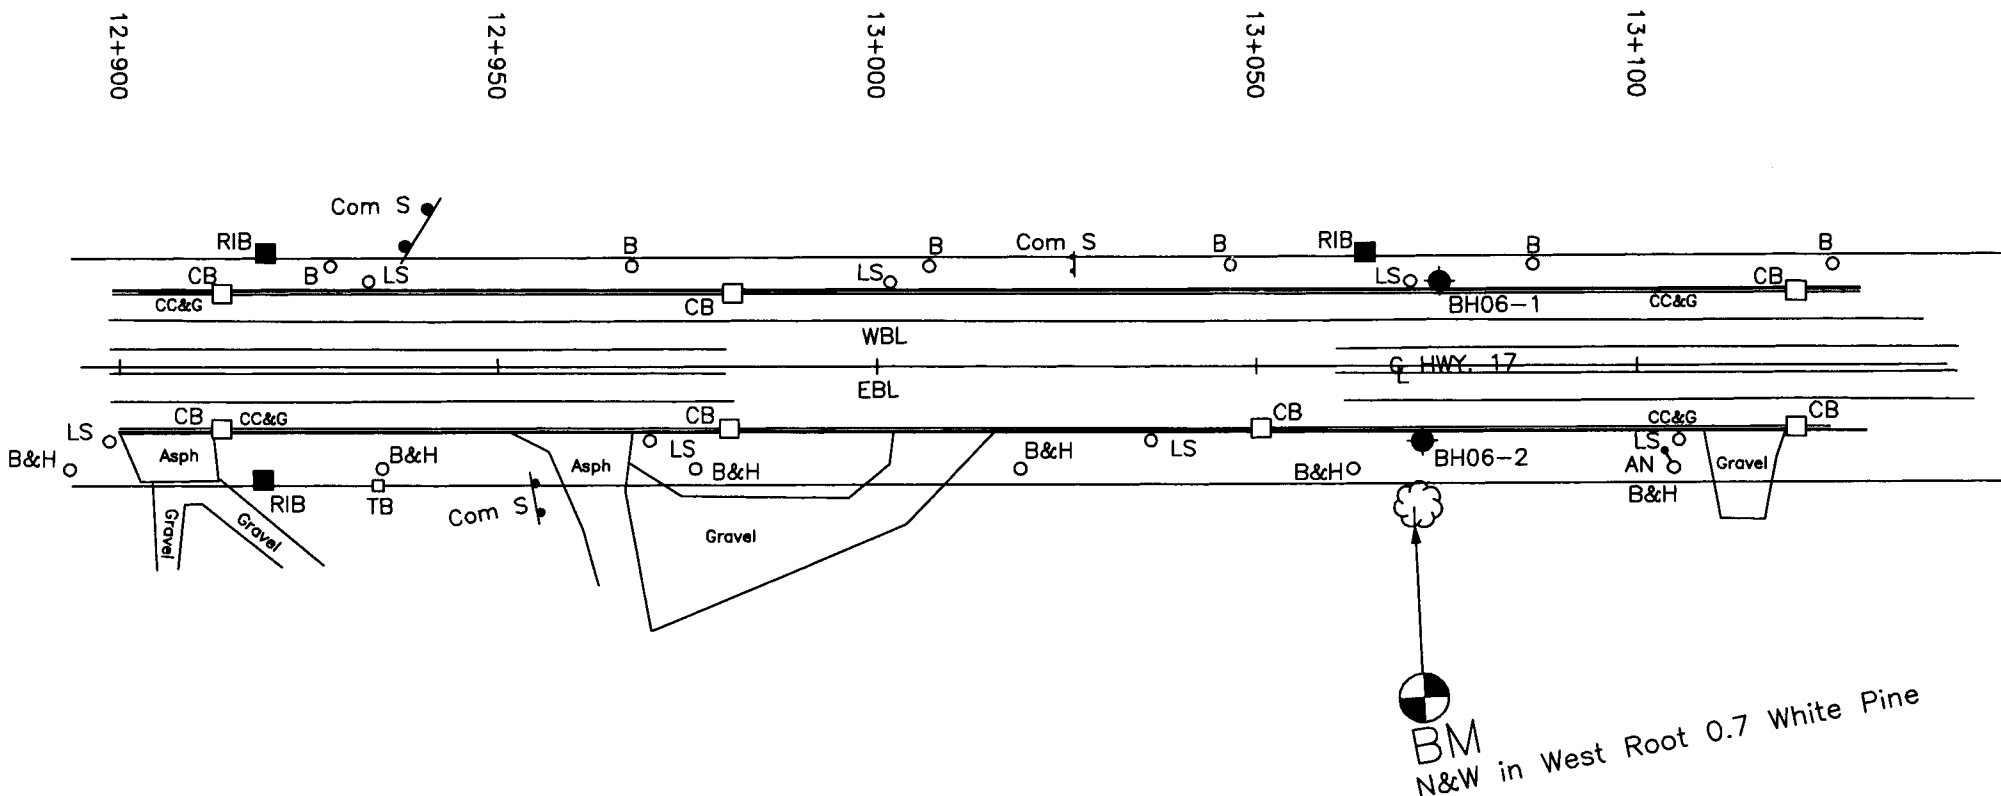 12+900
12+950
13+000
13+050
13+100
Com S
RIB
B
LS
B
LS
B
Com S
B
RIB
LS
B
B
CB
CC&G
CB
BH06-1
CC&G
CB
WBL
CL HWY. 17
EBL
CB
CC&G
CB
CB
CC&G
CB
LS
B&H
Asph
B&H
Asph
LS
B&H
B&H
LS
B&H
BH06-2
LS
AN
B&H
Gravel
RIB
TB
Com S
Gravel
Gravel
Gravel
BM
N&W in West Root 0.7 White Pine